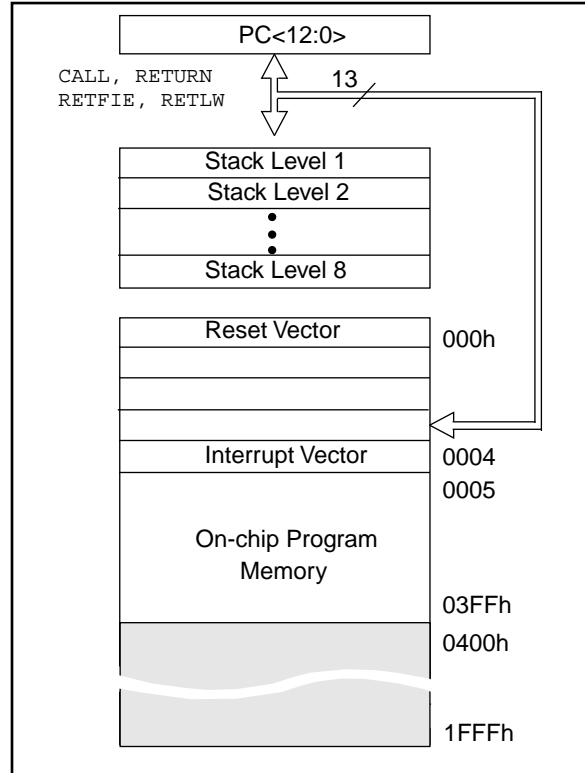 PC<12:0>
CALL, RETURN
RETFIE, RETLW
13
Stack Level 1
Stack Level 2
Stack Level 8
Reset Vector
000h
Interrupt Vector
0004
0005
On-chip Program
Memory
03FFh
0400h
1FFFh